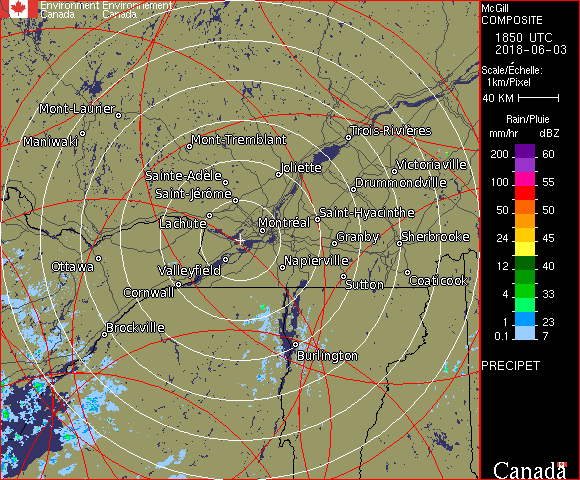 Environment Environnement
Canada Canada
McGill
COMPOSITE
1850 UTC
2018-06-03
Scale/Échelle:
1km/Pixel
40 KM
Rain/Pluie
mm/hr dBZ
200 60
100 55
50 50
24 45
12 40
4 33
1 23
0.1 7
PRECIPET
Canada
Mont-Laurier
Maniwaki
Mont-Tremblant
Trois-Rivières
Sainte-Adèle
Joliette
Victoriaville
Saint-Jérôme
Drummondville
Lachute
Montréal
Saint-Hyacinthe
Granby
Sherbrooke
Ottawa
Valleyfield
Napierville
Cornwall
Sutton
Coaticook
Brockville
Burlington